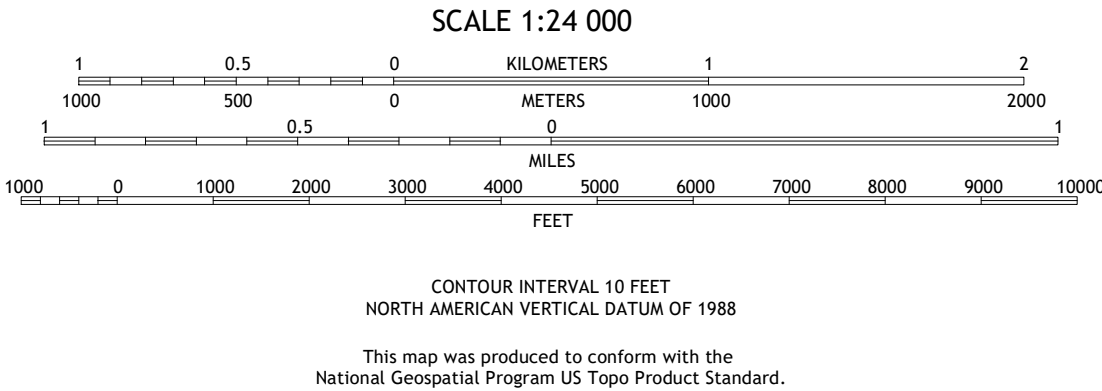 SCALE 1:24 000
1 0.5 0 KILOMETERS 1 2
1000 500 0 METERS 1000 2000
1 0.5 0 1
MILES
1000 0 1000 2000 3000 4000 5000 6000 7000 8000 9000 10000
FEET
CONTOUR INTERVAL 10 FEET
NORTH AMERICAN VERTICAL DATUM OF 1988
This map was produced to conform with the
National Geospatial Program US Topo Product Standard.